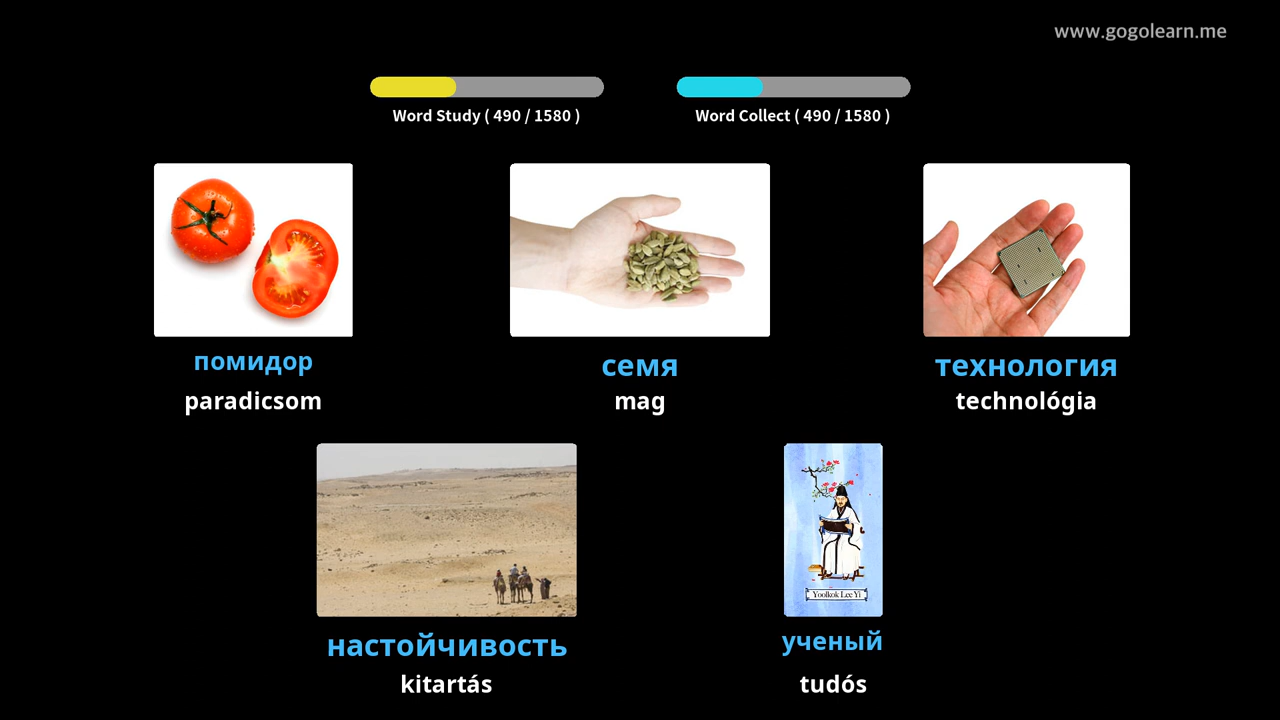 www.gogolearn.me
Word Study ( 490 / 1580 )
Word Collect ( 490 / 1580 )
помидор
paradicsom
семя
mag
технология
technológia
настойчивость
kitartás
Yoolkok Lee Yi
ученый
tudós